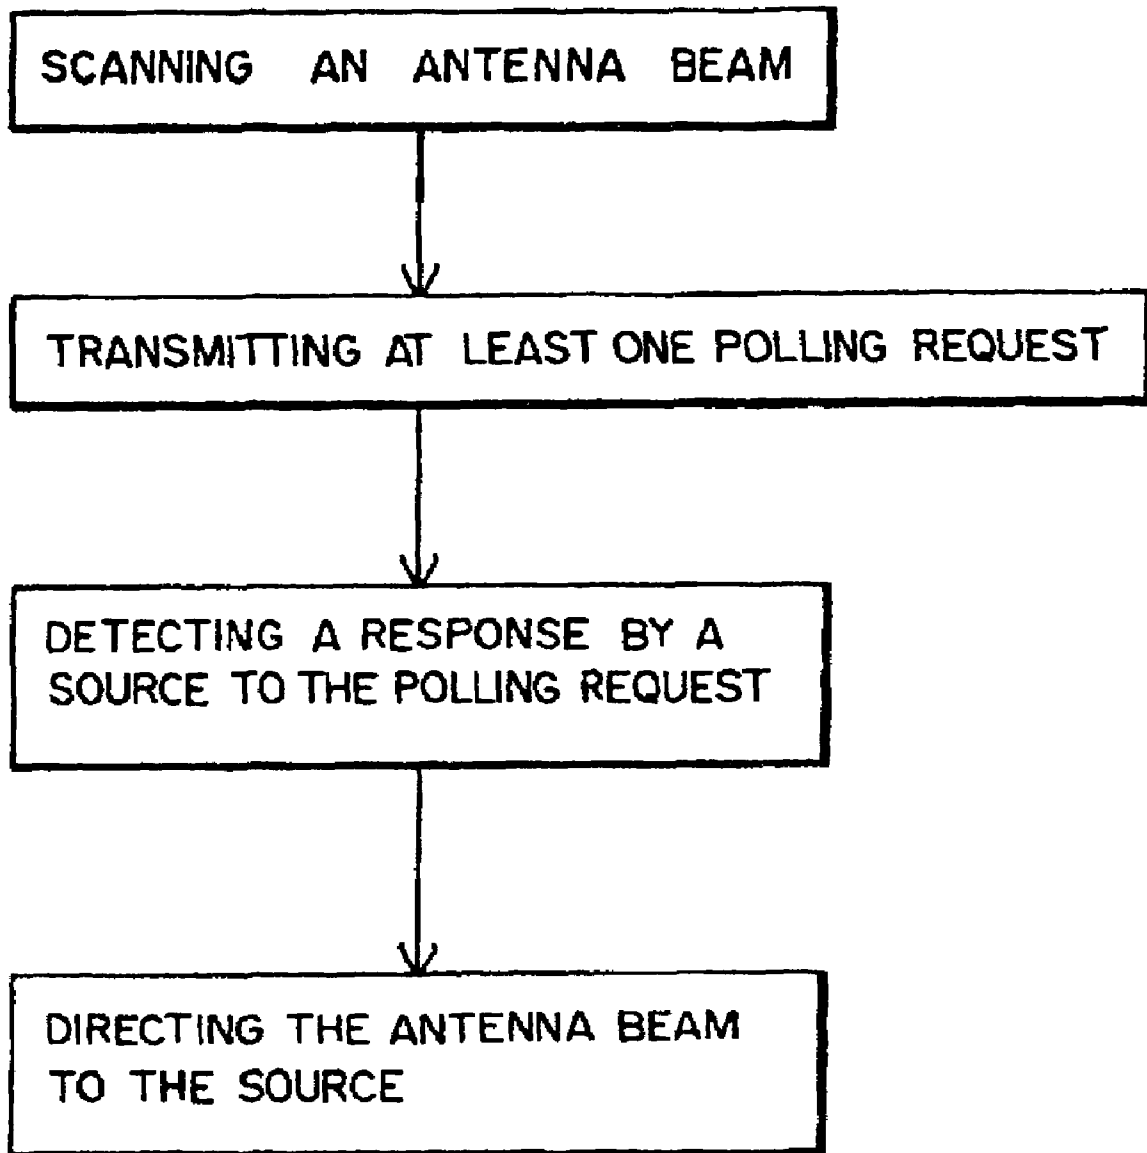 SCANNING AN ANTENNA BEAM
TRANSMITTING AT LEAST ONE POLLING REQUEST
DETECTING A RESPONSE BY A
SOURCE TO THE POLLING REQUEST
DIRECTING THE ANTENNA BEAM
TO THE SOURCE